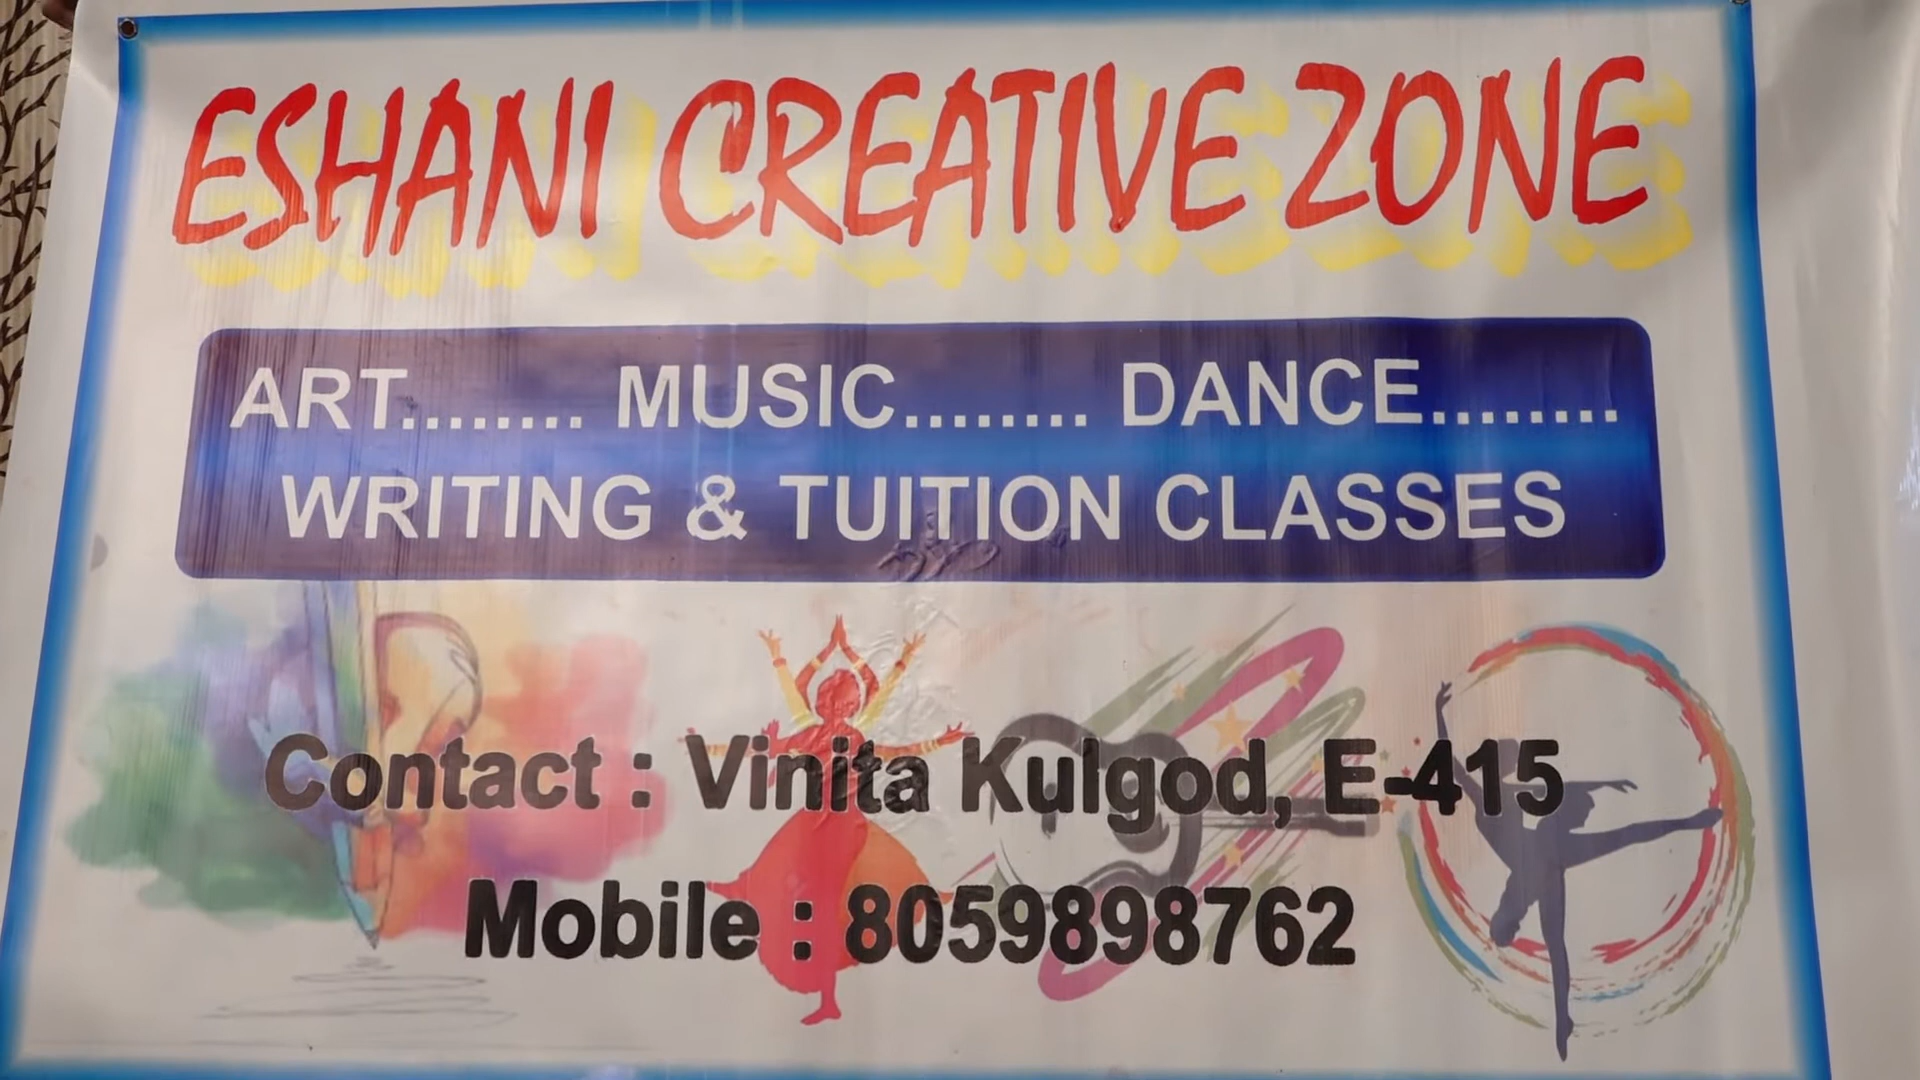 ESHANI CREATIVE ZONE
ART........ MUSIC........ DANCE........
WRITING & TUITION CLASSES
Contact : Vinita Kulgod, E-415
Mobile : 8059898762